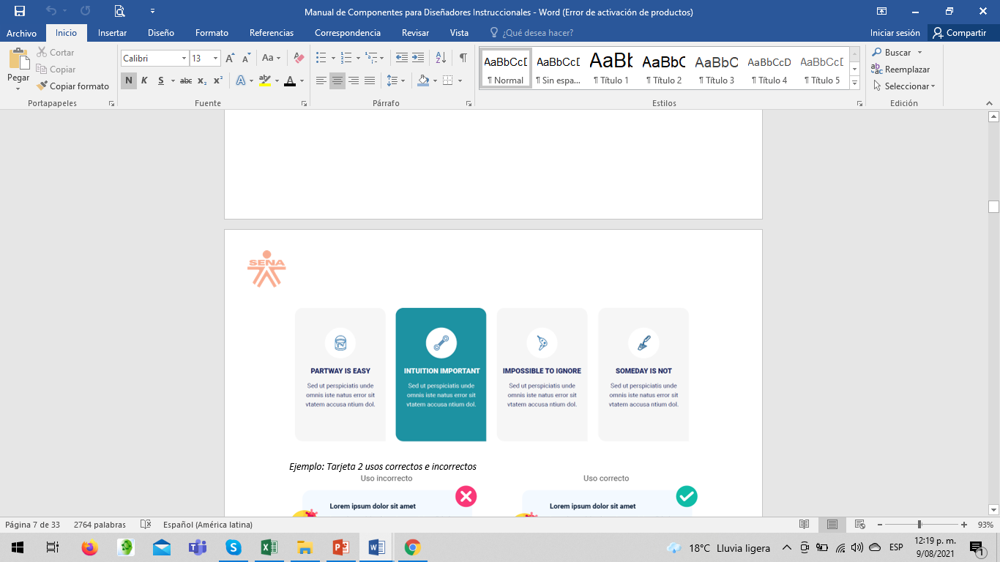 Manual de Componentes para Diseñadores Instruccionales - Word (Error de activación de productos)
Archivo Inicio Insertar Diseño Formato Referencias Correspondencia Revisar Vista ¿Qué desea hacer? Iniciar sesión Compartir
Pegar
Cortar
Copiar
Copiar formato
Portapapeles
Calibri 13 A A Aa
N K S abc x₂ x² A ab A
Fuente
Párrafo
AaBbCcI AaBbCcI AaBb AaBbC AaBbC AaBbCcD AaBbCcD
¶ Normal ¶ Sin espa... ¶ Título 1 ¶ Título 2 ¶ Título 3 ¶ Título 4 ¶ Título 5
Estilos
Buscar
Reemplazar
Seleccionar
Edición
SENA
PARTWAY IS EASY
Sed ut perspiciatis unde
omnis iste natus error sit
vtatem accusa ntium dol.
INTUITION IMPORTANT
Sed ut perspiciatis unde
omnis iste natus error sit
vtatem accusa ntium dol.
IMPOSSIBLE TO IGNORE
Sed ut perspiciatis unde
omnis iste natus error sit
vtatem accusa ntium dol.
SOMEDAY IS NOT
Sed ut perspiciatis unde
omnis iste natus error sit
vtatem accusa ntium dol.
Ejemplo: Tarjeta 2 usos correctos e incorrectos
Uso incorrecto
Lorem ipsum dolor sit amet
Uso correcto
Lorem ipsum dolor sit amet
Página 7 de 33 2764 palabras Español (América latina) 93%
18°C Lluvia ligera ESP
12:19 p. m.
9/08/2021
1